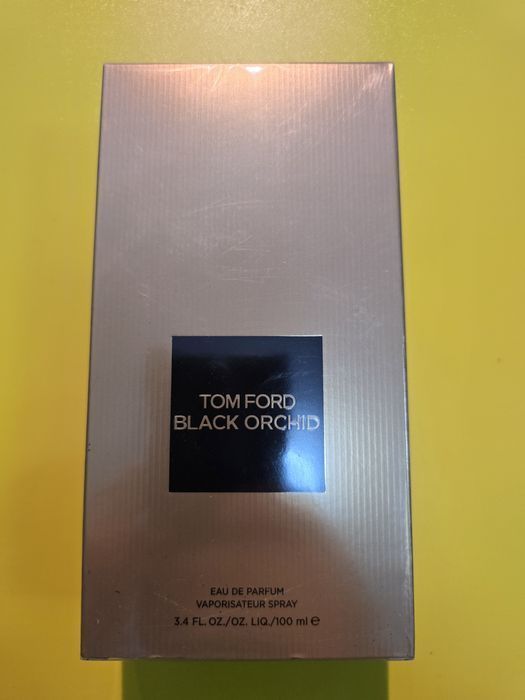 TOM FORD
BLACK ORCHID
EAU DE PARFUM
VAPORISATEUR SPRAY
3.4 FL. OZ./OZ. LIQ./100 ml ℮